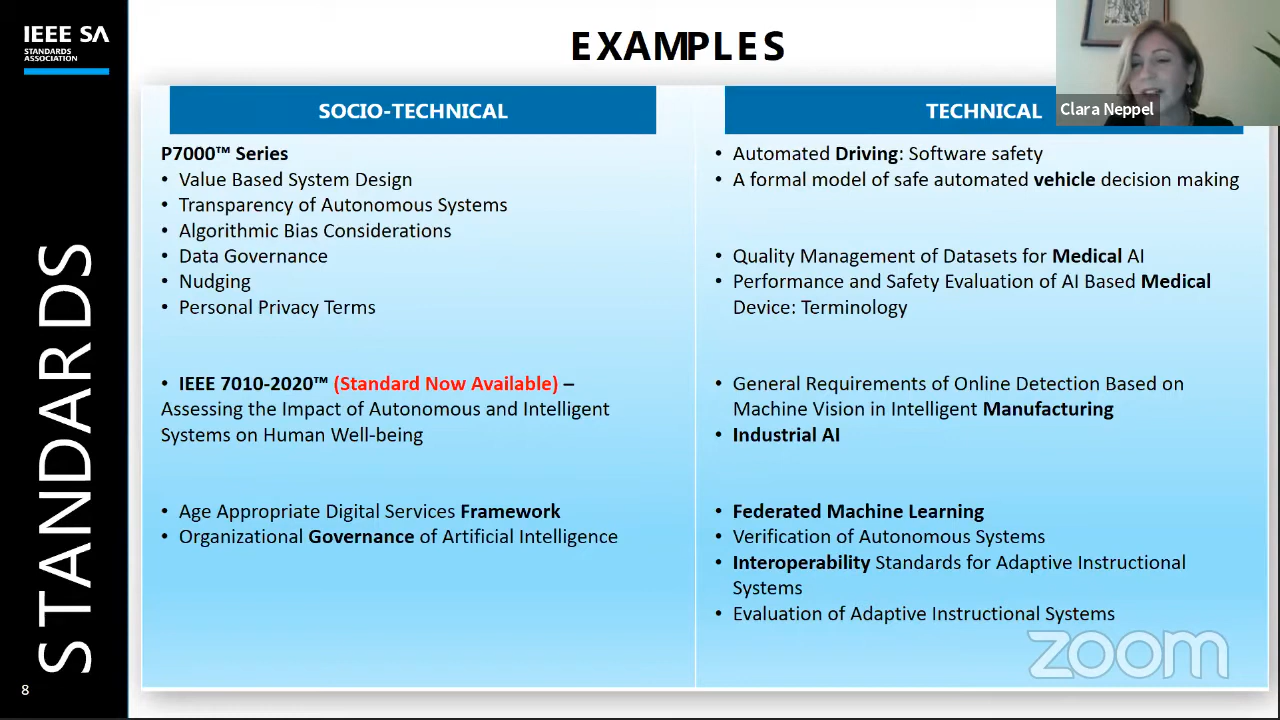 IEEE SA
STANDARDS
ASSOCIATION
STANDARDS
8
EXAMPLES
Clara Neppel
SOCIO-TECHNICAL
P7000™ Series
• Value Based System Design
• Transparency of Autonomous Systems
• Algorithmic Bias Considerations
• Data Governance
• Nudging
• Personal Privacy Terms
• IEEE 7010-2020™ (Standard Now Available) –
Assessing the Impact of Autonomous and Intelligent
Systems on Human Well-being
• Age Appropriate Digital Services Framework
• Organizational Governance of Artificial Intelligence
TECHNICAL
• Automated Driving: Software safety
• A formal model of safe automated vehicle decision making
• Quality Management of Datasets for Medical AI
• Performance and Safety Evaluation of AI Based Medical
Device: Terminology
• General Requirements of Online Detection Based on
Machine Vision in Intelligent Manufacturing
• Industrial AI
• Federated Machine Learning
• Verification of Autonomous Systems
• Interoperability Standards for Adaptive Instructional
Systems
• Evaluation of Adaptive Instructional Systems
zoom